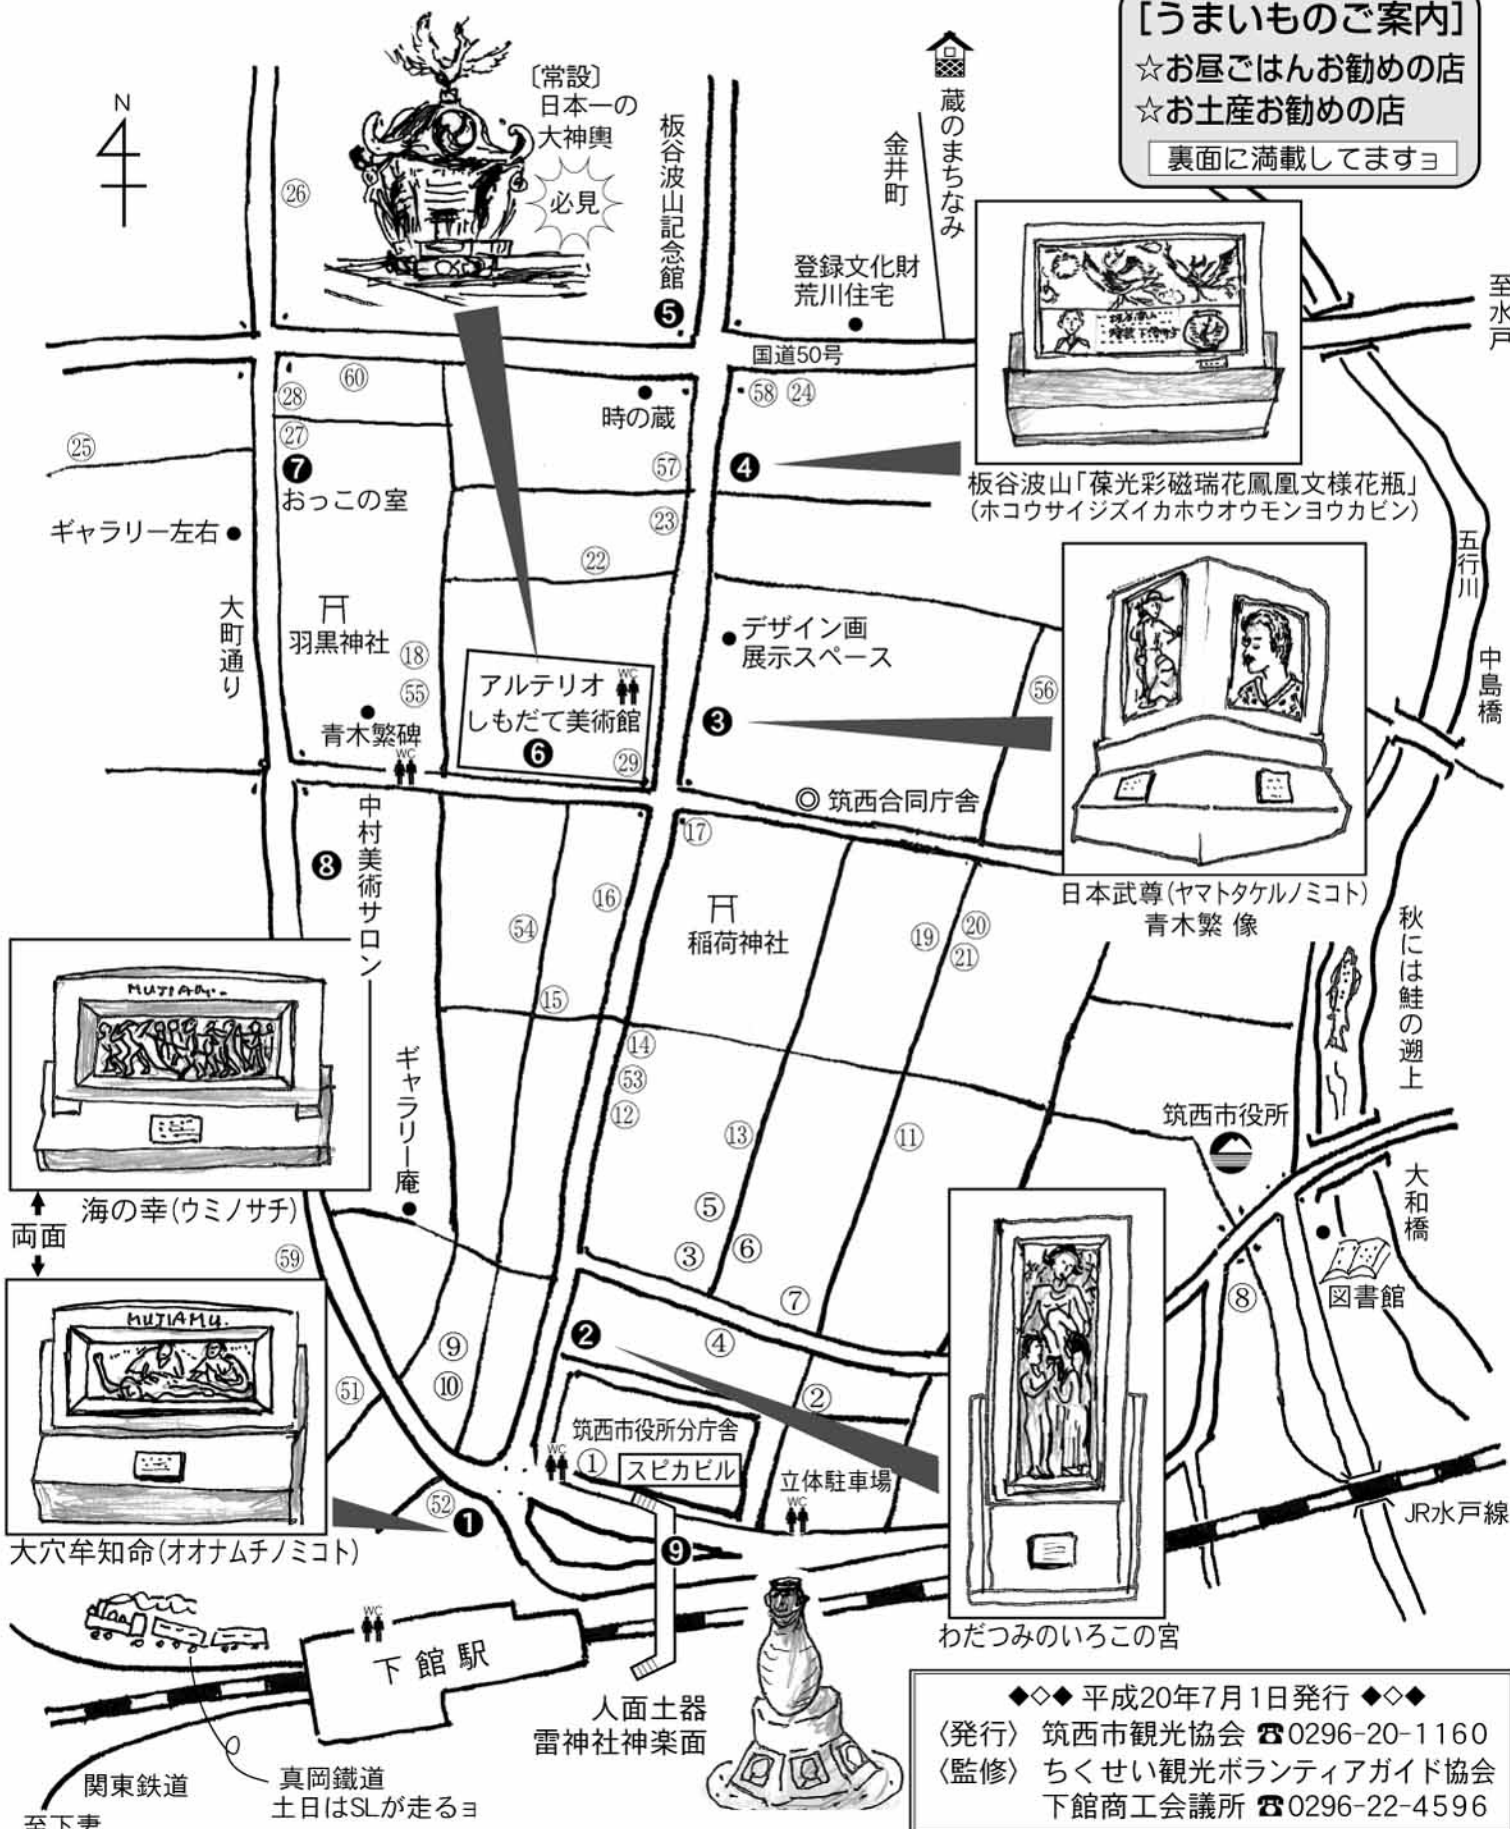 ［うまいものご案内］
☆お昼ごはんお勧めの店
☆お土産お勧めの店
裏面に満載してますョ
N
〔常設〕
日本一の
大神輿
必見
板谷波山記念館
❺
蔵のまちなみ
金井町
登録文化財
荒川住宅
至水戸
㉖
国道50号
㉘
60
時の蔵
58
㉔
㉕
㉗
❼
おっこの室
57
❹
板谷波山「葆光彩磁瑞花鳳凰文様花瓶」
（ホコウサイジズイカホウオウモンヨウカビン）
ギャラリー左右
㉓
㉒
五行川
大町通り
羽黒神社
⑱
55
青木繁碑
WC
アルテリオ
WC
しもだて美術館
❻
㉙
デザイン画
展示スペース
❸
56
中島橋
◎ 筑西合同庁舎
日本武尊（ヤマトタケルノミコト）
青木繁 像
⑰
❽
中村美術サロン
⑯
54
稲荷神社
⑲
⑳
㉑
秋には鮭の遡上
MUJIAMU.
⑮
⑭
53
⑫
⑬
⑪
ギャラリー庵
筑西市役所
大和橋
海の幸（ウミノサチ）
両面
59
⑤
③
⑥
⑦
⑧
図書館
MUJIAMU.
❷
④
⑨
⑩
51
②
筑西市役所分庁舎
WC
①
スピカビル
立体駐車場
WC
52
❶
❾
JR水戸線
大穴牟知命（オオナムチノミコト）
わだつみのいろこの宮
WC
下館駅
人面土器
雷神社神楽面
関東鉄道
真岡鐵道
土日はSLが走るョ
至下妻
◆◇◆ 平成20年7月1日発行 ◆◇◆
〈発行〉 筑西市観光協会 ☎0296-20-1160
〈監修〉 ちくせい観光ボランティアガイド協会
下館商工会議所 ☎0296-22-4596